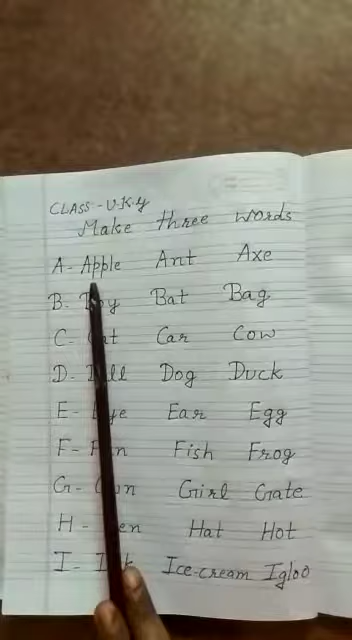 CLASS - U.K.G
Make three words
A - Apple Ant Axe
B - Bat Bag
C - Car Cow
D - Dog Duck
E - Ear Egg
F - Fish Frog
G - Girl Gate
H - Hat Hot
I - Ice-cream Igloo